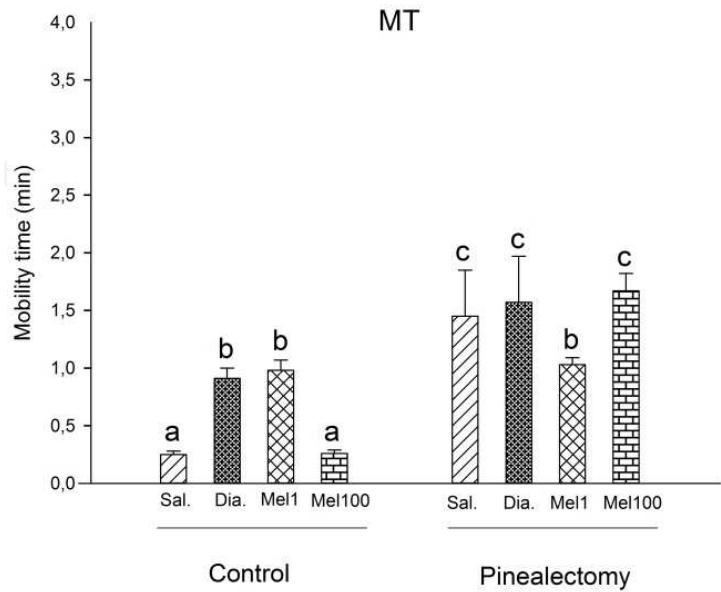 MT
Mobility time (min)
4,0
3,5
3,0
2,5
2,0
1,5
1,0
0,5
0,0
a
b
b
a
c
c
b
c
Sal.
Dia.
Mel1
Mel100
Sal.
Dia.
Mel1
Mel100
Control
Pinealectomy